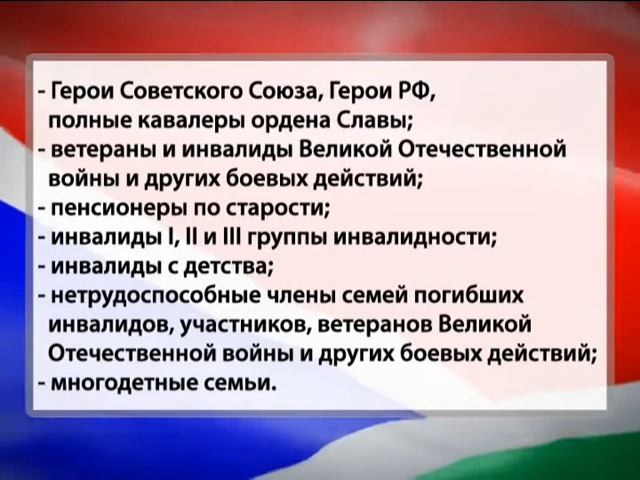 - Герои Советского Союза, Герои РФ,
полные кавалеры ордена Славы;
- ветераны и инвалиды Великой Отечественной
войны и других боевых действий;
- пенсионеры по старости;
- инвалиды I, II и III группы инвалидности;
- инвалиды с детства;
- нетрудоспособные члены семей погибших
инвалидов, участников, ветеранов Великой
Отечественной войны и других боевых действий;
- многодетные семьи.